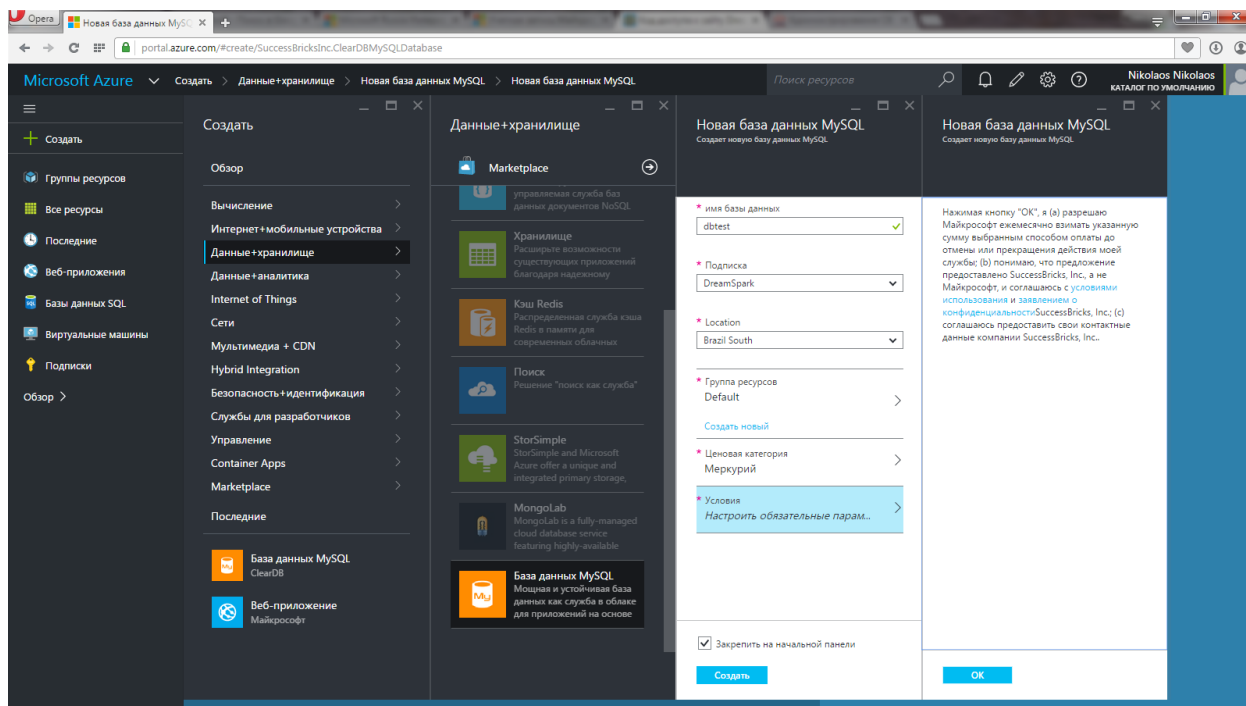 Opera
Новая база данных MySQ
portal.azure.com/#create/SuccessBricksInc.ClearDBMySQLDatabase
Microsoft Azure
Создать > Данные+хранилище > Новая база данных MySQL > Новая база данных MySQL
Поиск ресурсов
Nikolaos Nikolaos
КАТАЛОГ ПО УМОЛЧАНИЮ
Создать
Группы ресурсов
Все ресурсы
Последние
Веб-приложения
Базы данных SQL
Виртуальные машины
Подписки
Обзор >
Создать
Обзор
Вычисление
Интернет+мобильные устройства
Данные+хранилище
Данные+аналитика
Internet of Things
Сети
Мультимедиа + CDN
Hybrid Integration
Безопасность+идентификация
Службы для разработчиков
Управление
Container Apps
Marketplace
Последние
База данных MySQL
ClearDB
Веб-приложение
Майкрософт
Данные+хранилище
Marketplace
управляемая служба баз
данных документов NoSQL
Хранилище
Расширьте возможности
существующих приложений
благодаря надежному
Кэш Redis
Распределенная служба кэша
Redis в памяти для
современных облачных
Поиск
Решение "поиск как служба"
StorSimple
StorSimple and Microsoft
Azure offer a unique and
integrated primary storage,
MongoLab
MongoLab is a fully-managed
cloud database service
featuring highly-available
База данных MySQL
Мощная и устойчивая база
данных как служба в облаке
для приложений на основе
Новая база данных MySQL
Создает новую базу данных MySQL
* имя базы данных
dbtest
* Подписка
DreamSpark
* Location
Brazil South
* Группа ресурсов
Default
Создать новый
* Ценовая категория
Меркурий
* Условия
Настроить обязательные парам...
Закрепить на начальной панели
Создать
Новая база данных MySQL
Создает новую базу данных MySQL
Нажимая кнопку "ОК", я (a) разрешаю
Майкрософт ежемесячно взимать указанную
сумму выбранным способом оплаты до
отмены или прекращения действия моей
службы; (b) понимаю, что предложение
предоставлено SuccessBricks, Inc., а не
Майкрософт, и соглашаюсь с условиями
использования и заявлением о
конфиденциальностиSuccessBricks, Inc.; (c)
соглашаюсь предоставить свои контактные
данные компании SuccessBricks, Inc..
ОК